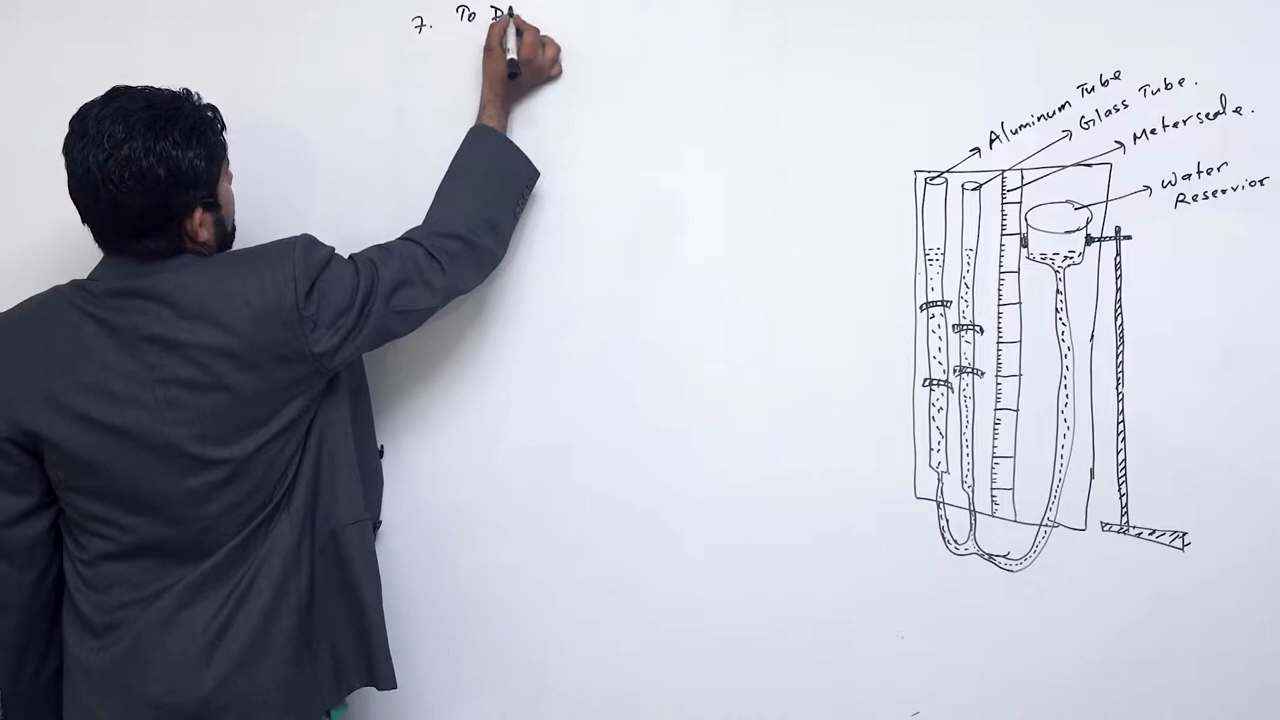 7. To D
Aluminum Tube
Glass Tube.
Meterscale.
Water
Reservior